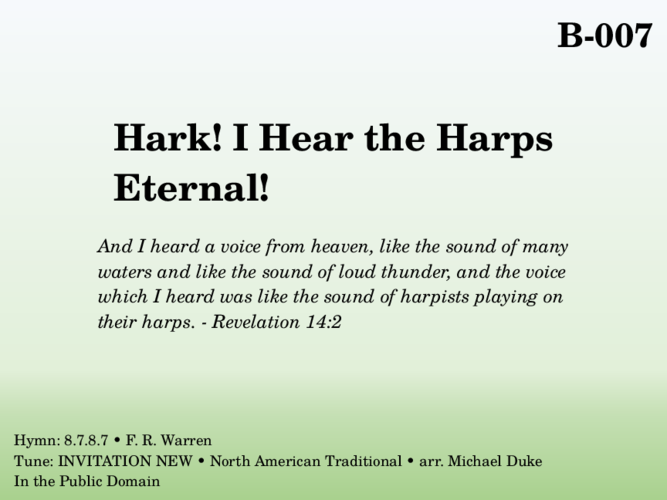 B-007
Hark! I Hear the Harps
Eternal!
And I heard a voice from heaven, like the sound of many
waters and like the sound of loud thunder, and the voice
which I heard was like the sound of harpists playing on
their harps. - Revelation 14:2
Hymn: 8.7.8.7 • F. R. Warren
Tune: INVITATION NEW • North American Traditional • arr. Michael Duke
In the Public Domain